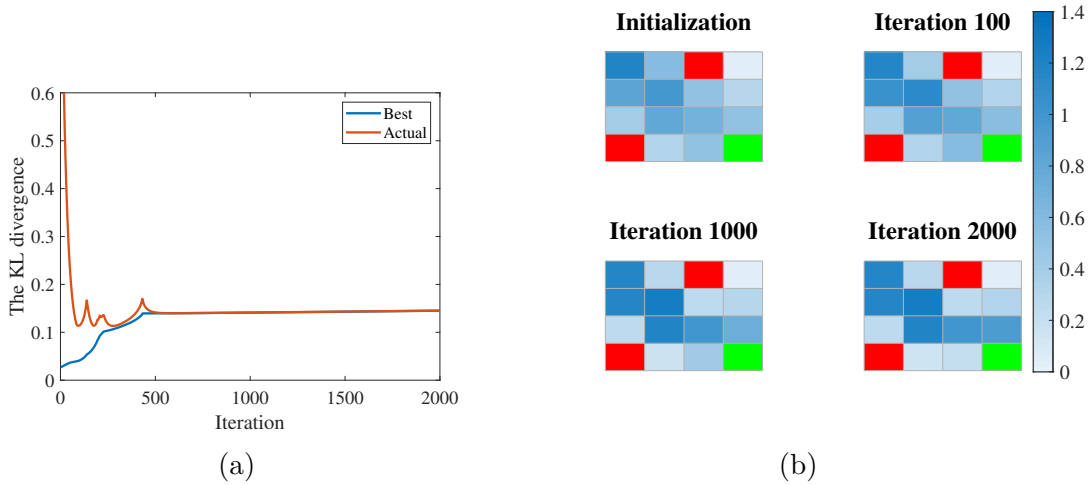 0.6
0.5
0.4
0.3
0.2
0.1
0
The KL divergence
Best
Actual
0 500 1000 1500 2000
Iteration
(a)
Initialization
Iteration 100
Iteration 1000
Iteration 2000
1.4
1.2
1
0.8
0.6
0.4
0.2
0
(b)